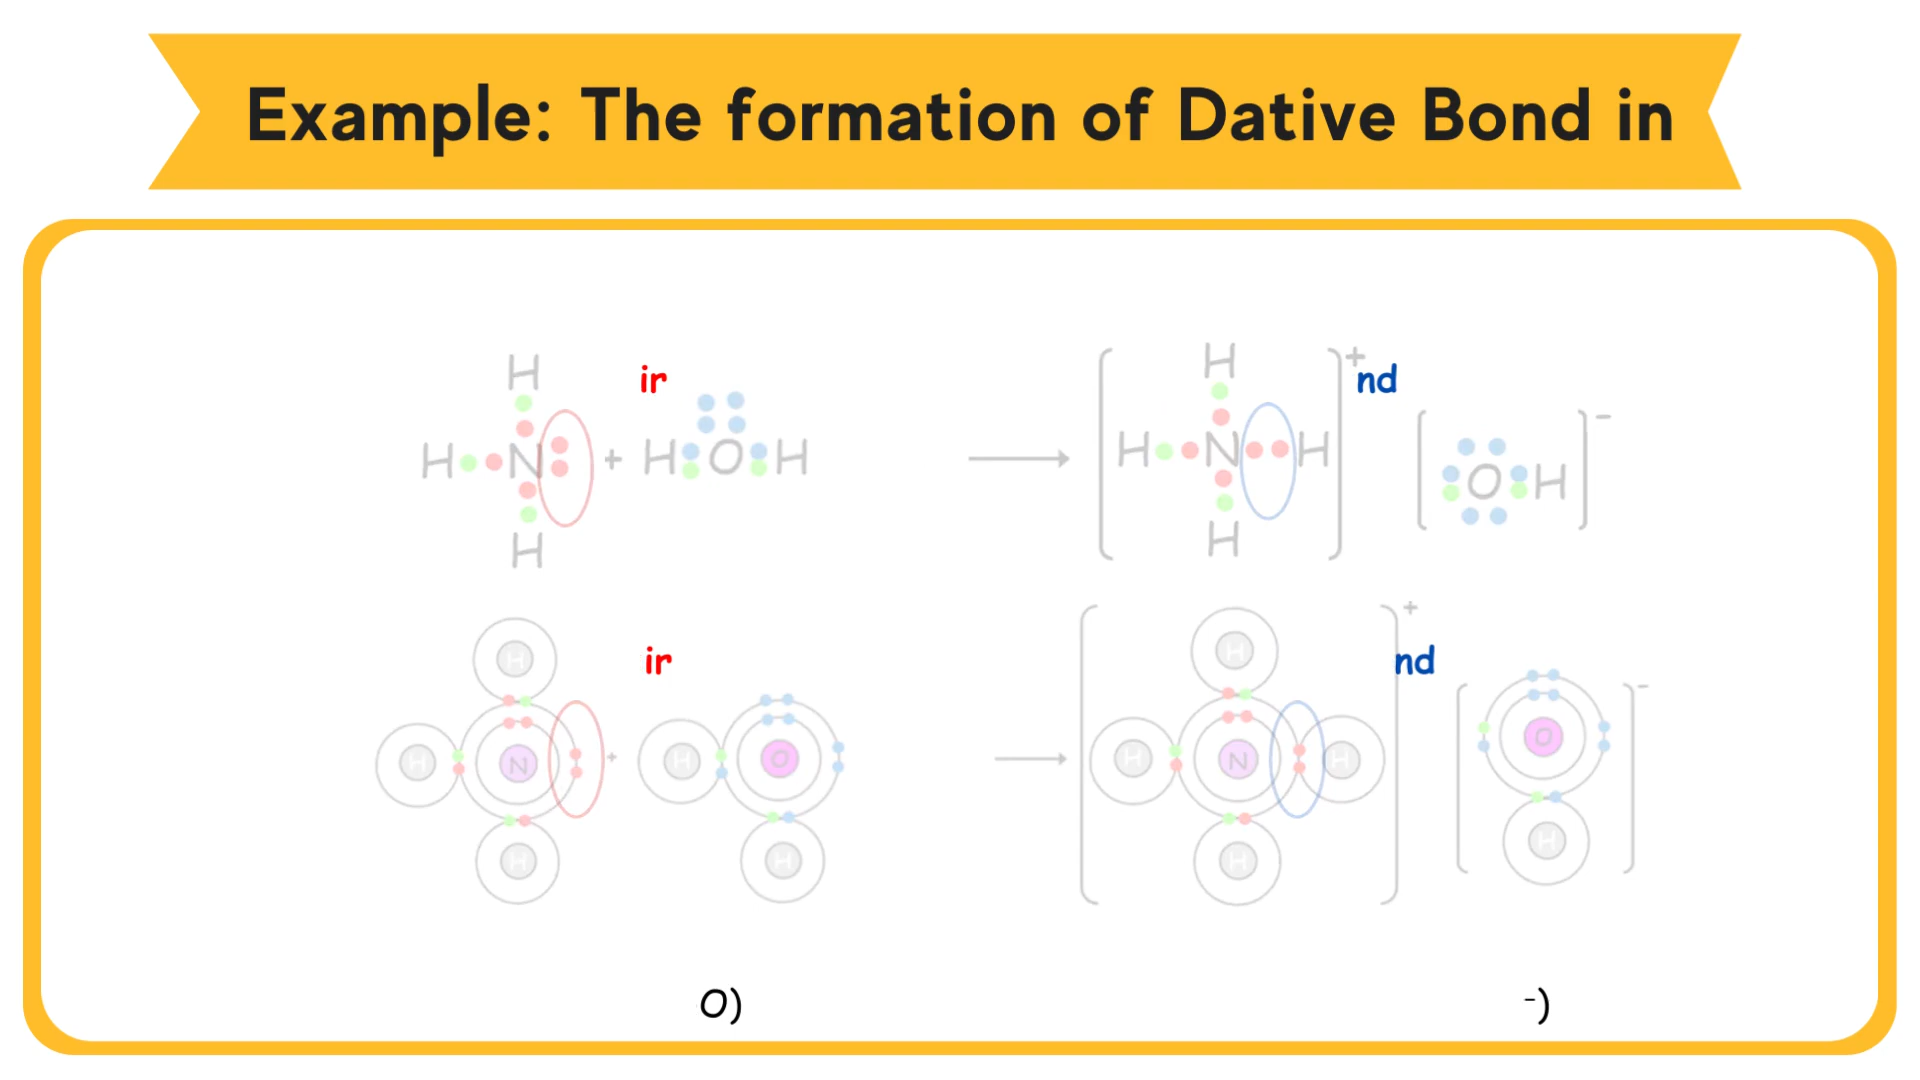 Example: The formation of Dative Bond in
H
ir
H N + H O H
H
H
nd
H N H
H
+
O H
-
H
ir
H N + H O
H
H
H
nd
H N H
H
+
O
H
-
O)
-)